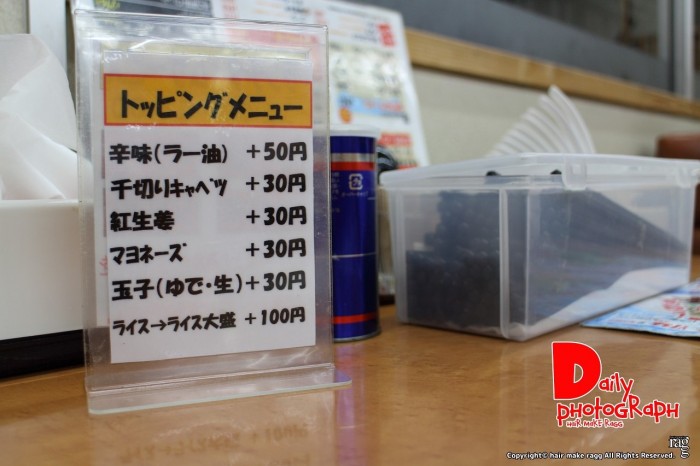 トッピングメニュー
辛味(ラー油) +50円
千切りキャベツ +30円
紅生姜 +30円
マヨネーズ +30円
玉子(ゆで・生) +30円
ライス→ライス大盛 +100円
Daily
photogRaph
HaiR MaKe Ragg
rag
Copyright© hair make ragg All Rights Reserved